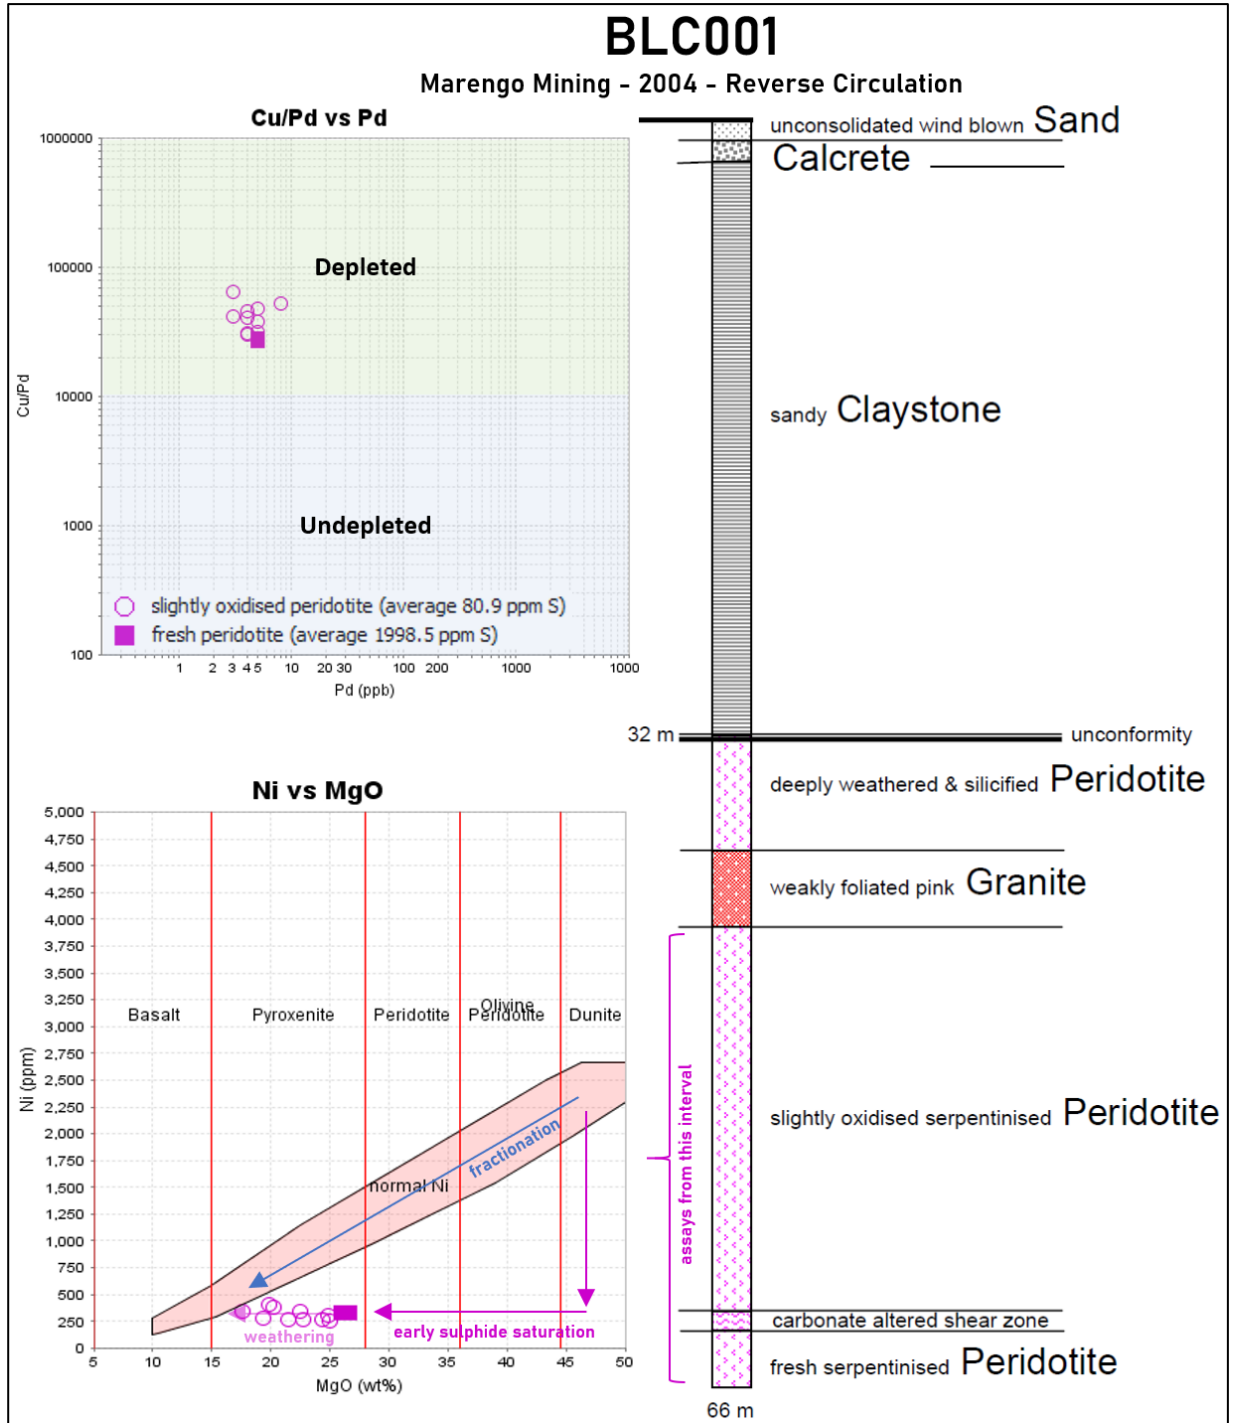 BLC001
Marengo Mining - 2004 - Reverse Circulation
Cu/Pd vs Pd
1000000
100000
10000
1000
100
Cu/Pd
Depleted
Undepleted
slightly oxidised peridotite (average 80.9 ppm S)
fresh peridotite (average 1998.5 ppm S)
1 2 3 4 5 10 20 30 100 200 1000 1000
Pd (ppb)
unconsolidated wind blown Sand
Calcrete
sandy Claystone
32 m
unconformity
deeply weathered & silicified Peridotite
weakly foliated pink Granite
assays from this interval
slightly oxidised serpentinised Peridotite
carbonate altered shear zone
fresh serpentinised Peridotite
66 m
Ni vs MgO
5,000
4,750
4,500
4,250
4,000
3,750
3,500
3,250
3,000
2,750
2,500
2,250
2,000
1,750
1,500
1,250
1,000
750
500
250
0
Ni (ppm)
Basalt
Pyroxenite
Peridotite
Olivine
Peridotite
Dunite
fractionation
normal Ni
weathering
early sulphide saturation
5 10 15 20 25 30 35 40 45 50
MgO (wt%)